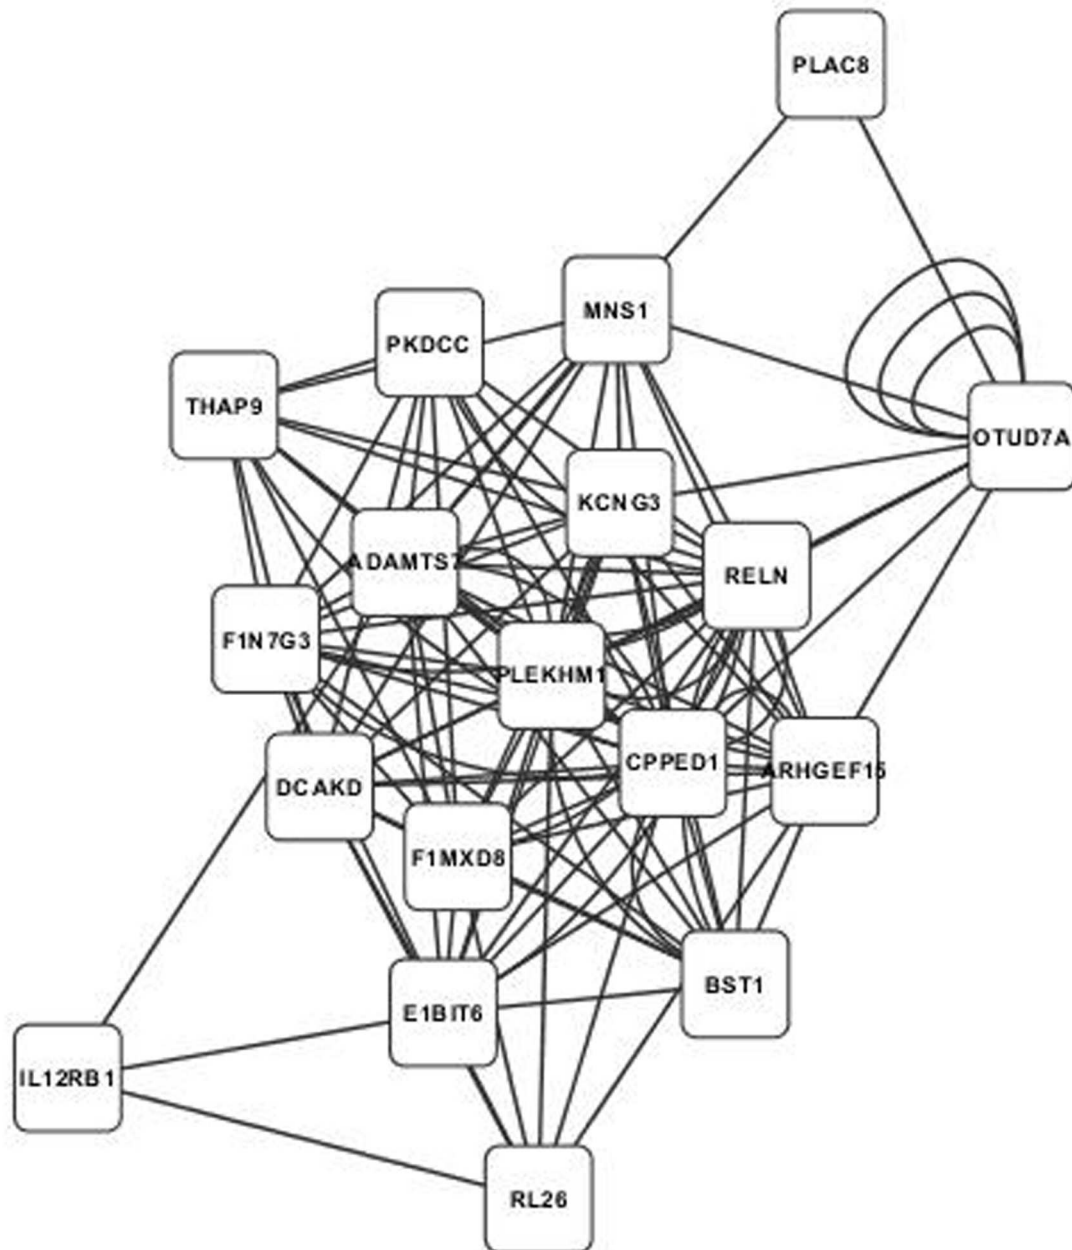 PLAC8
MNS1
PKDCC
THAP9
OTUD7A
KCNG3
ADAMTS7
RELN
F1N7G3
PLEKHM1
CPPED1
ARHGEF15
DCAKD
F1MXD8
BST1
E1BIT6
IL12RB1
RL26